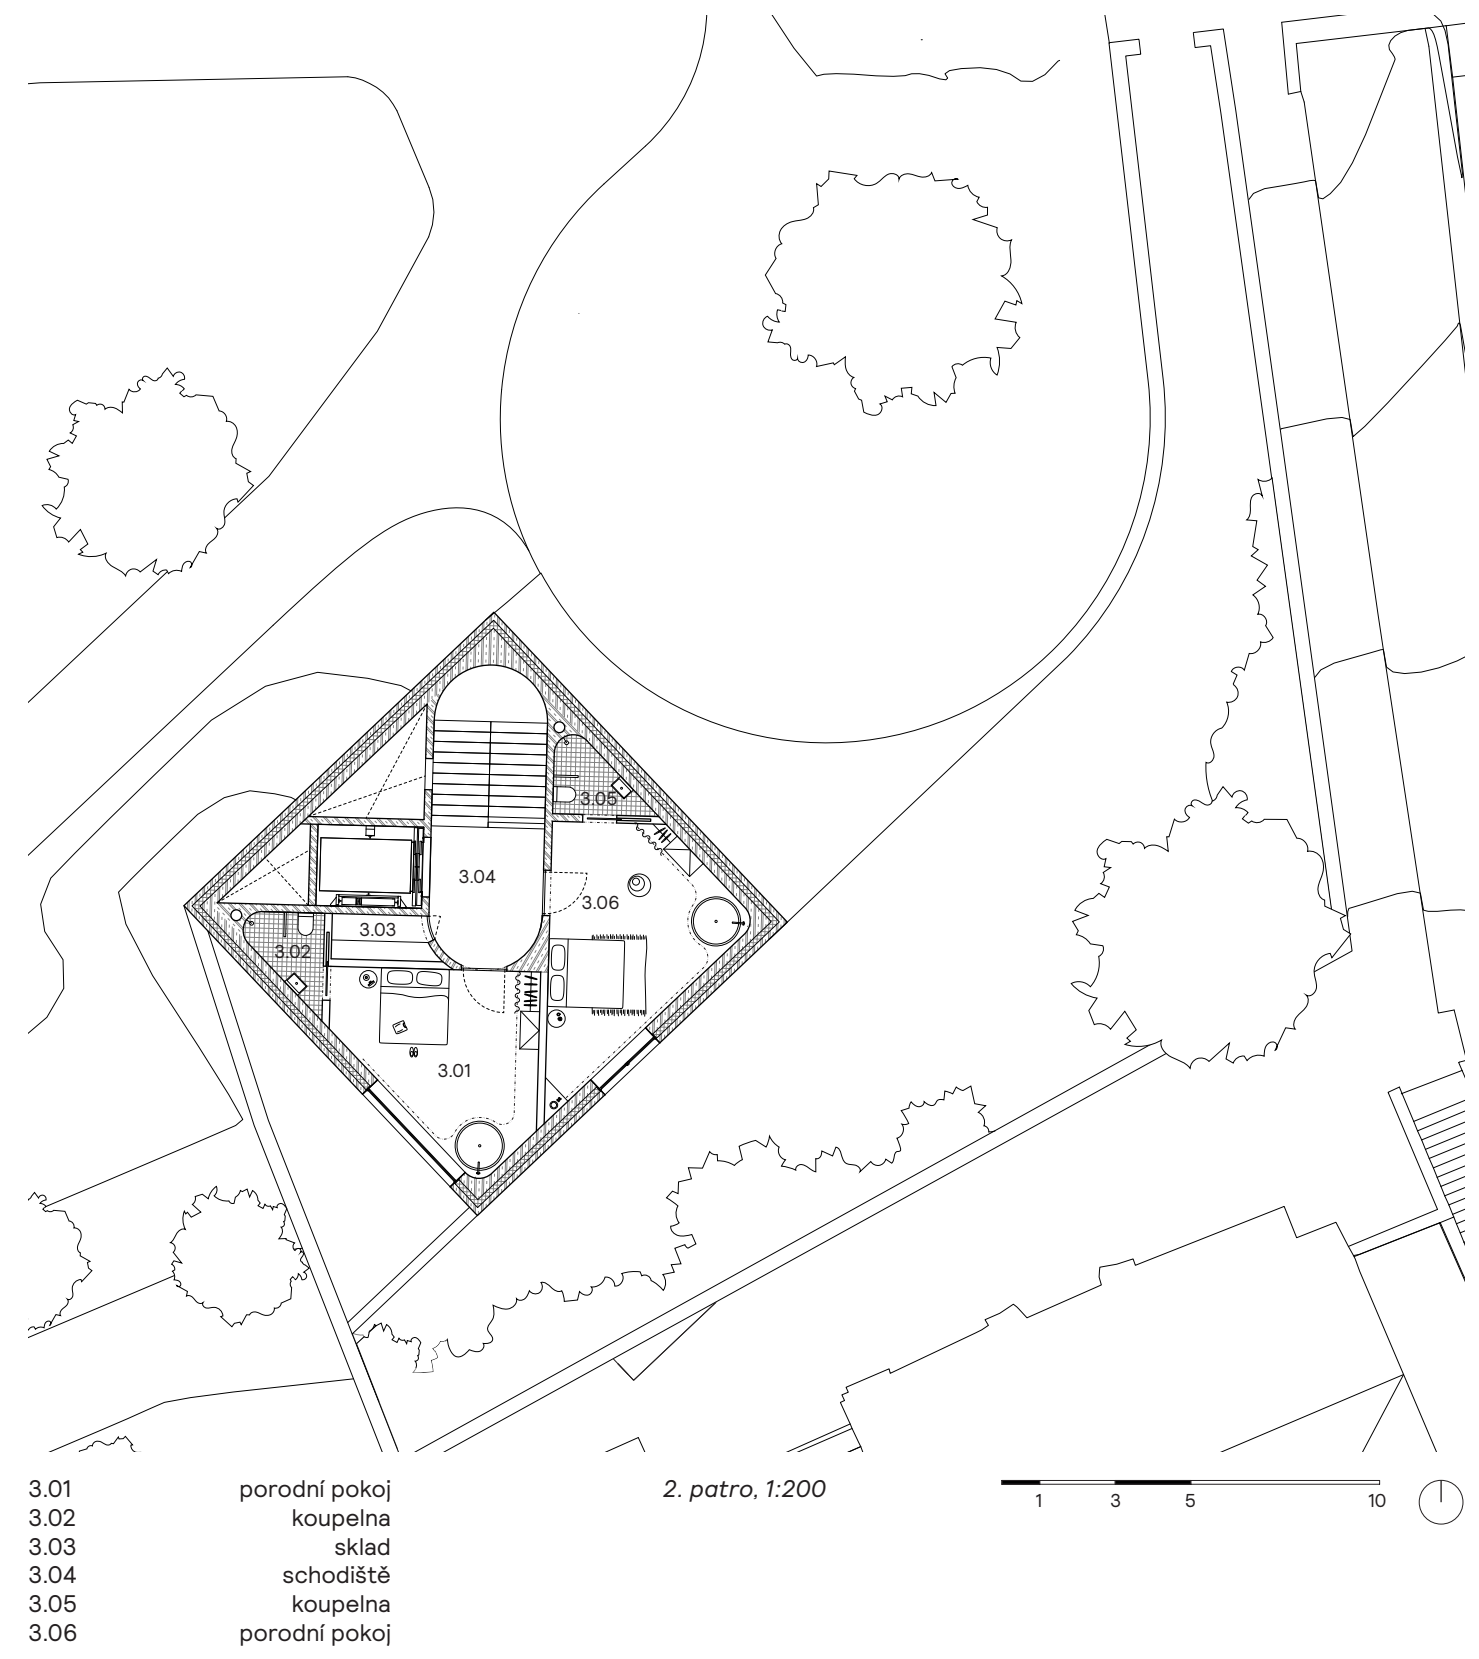 3.05
3.04
3.06
3.03
3.02
3.01
3.01 porodní pokoj
3.02 koupelna
3.03 sklad
3.04 schodiště
3.05 koupelna
3.06 porodní pokoj
2. patro, 1:200
1 3 5 10